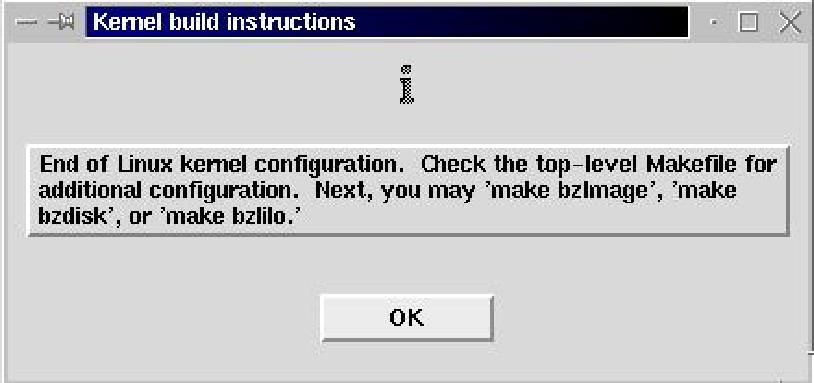 Kernel build instructions
i
End of Linux kernel configuration.  Check the top-level Makefile for
additional configuration.  Next, you may 'make bzImage', 'make
bzdisk', or 'make bzlilo.'
OK